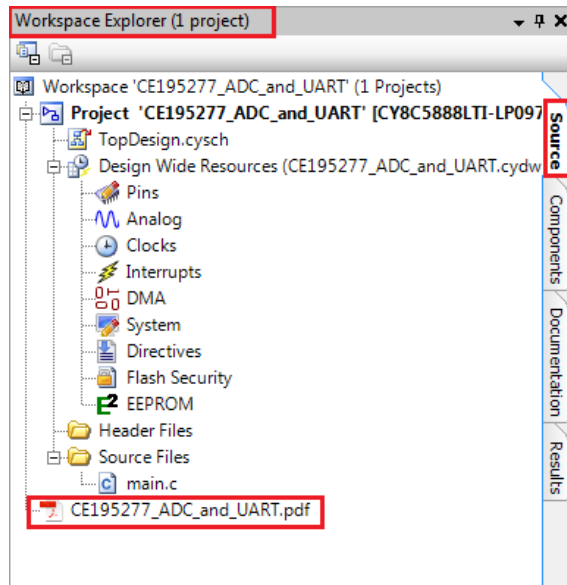 Workspace Explorer (1 project)
Workspace 'CE195277_ADC_and_UART' (1 Projects)
Project 'CE195277_ADC_and_UART' [CY8C5888LTI-LP097
TopDesign.cysch
Design Wide Resources (CE195277_ADC_and_UART.cydw
Pins
Analog
Clocks
Interrupts
DMA
System
Directives
Flash Security
EEPROM
Header Files
Source Files
main.c
CE195277_ADC_and_UART.pdf
Source
Components
Documentation
Results